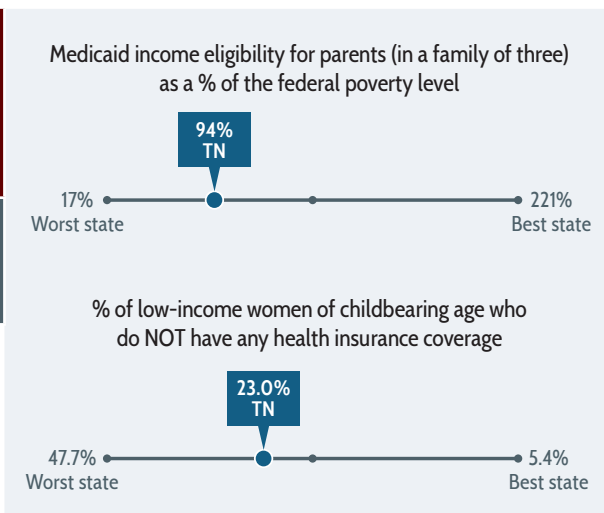 Medicaid income eligibility for parents (in a family of three)
as a % of the federal poverty level
94%
TN
17%
Worst state
221%
Best state
% of low-income women of childbearing age who
do NOT have any health insurance coverage
23.0%
TN
47.7%
Worst state
5.4%
Best state